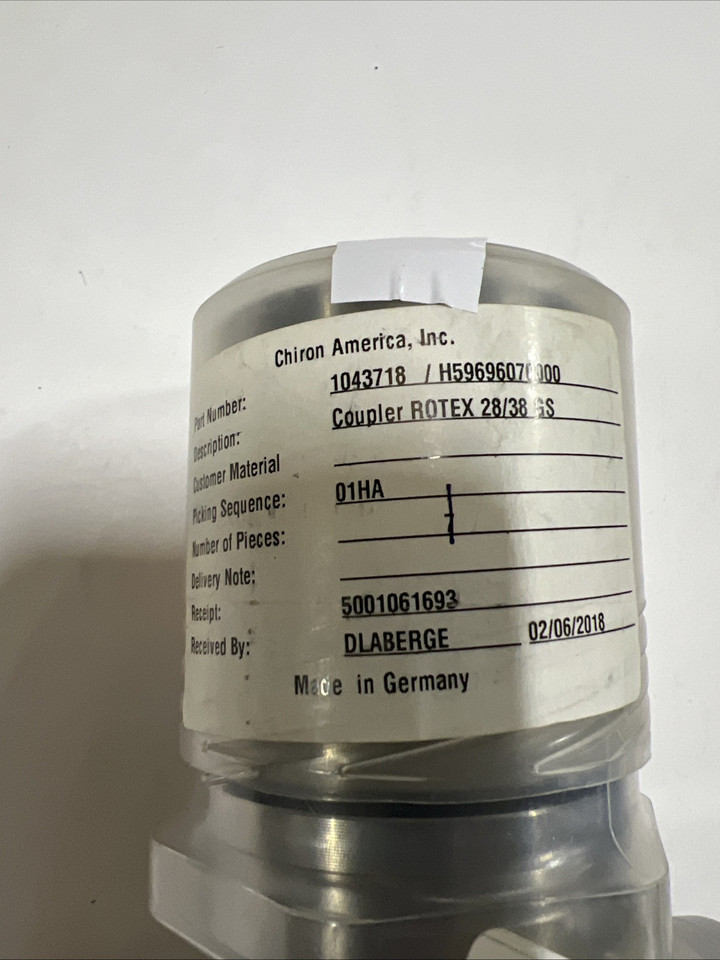 Chiron America, Inc.
Part Number: 1043718 / H59696070000
Description: Coupler ROTEX 28/38 GS
Customer Material
Picking Sequence: 01HA
Number of Pieces: 1
Delivery Note:
Receipt: 5001061693
Received By: DLABERGE 02/06/2018
Made in Germany